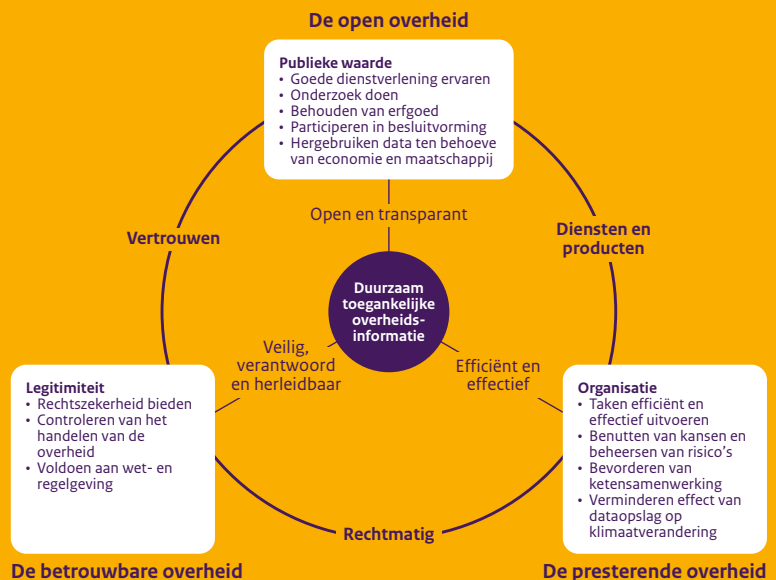 De open overheid
Publieke waarde
• Goede dienstverlening ervaren
• Onderzoek doen
• Behouden van erfgoed
• Participeren in besluitvorming
• Hergebruiken data ten behoeve
van economie en maatschappij
Open en transparant
Vertrouwen
Diensten en
producten
Duurzaam
toegankelijke
overheids-
informatie
Veilig,
verantwoord
en herleidbaar
Efficiënt en
effectief
Legitimiteit
• Rechtszekerheid bieden
• Controleren van het
handelen van de
overheid
• Voldoen aan wet- en
regelgeving
Organisatie
• Taken efficiënt en
effectief uitvoeren
• Benutten van kansen en
beheersen van risico's
• Bevorderen van
ketensamenwerking
• Verminderen effect van
dataopslag op
klimaatverandering
Rechtmatig
De betrouwbare overheid
De presterende overheid